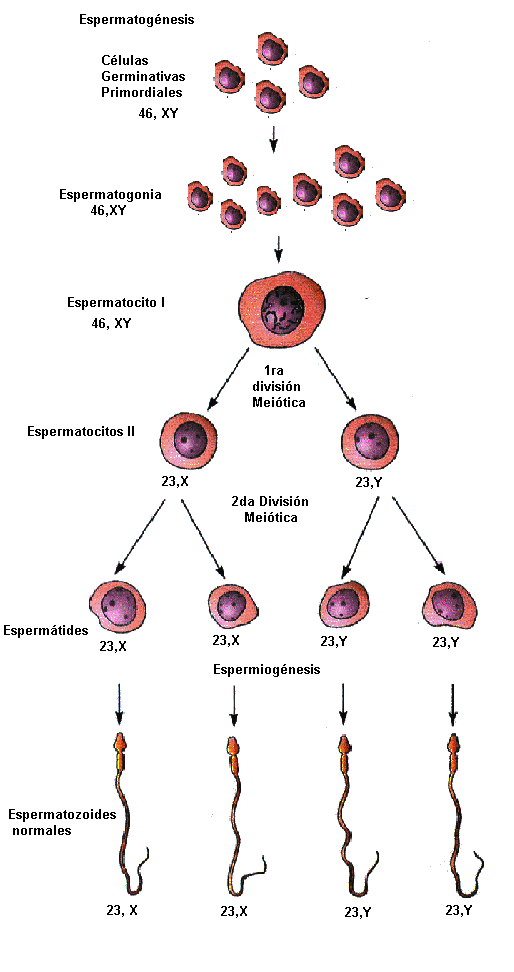 Espermatogénesis
Células
Germinativas
Primordiales
46, XY
Espermatogonia
46,XY
Espermatocito I
46, XY
1ra
división
Meiótica
Espermatocitos II
23,X
23,Y
2da División
Meiótica
Espermátides
23,X
23,X
23,Y
23,Y
Espermiogénesis
Espermatozoides
normales
23, X
23,X
23,Y
23,Y